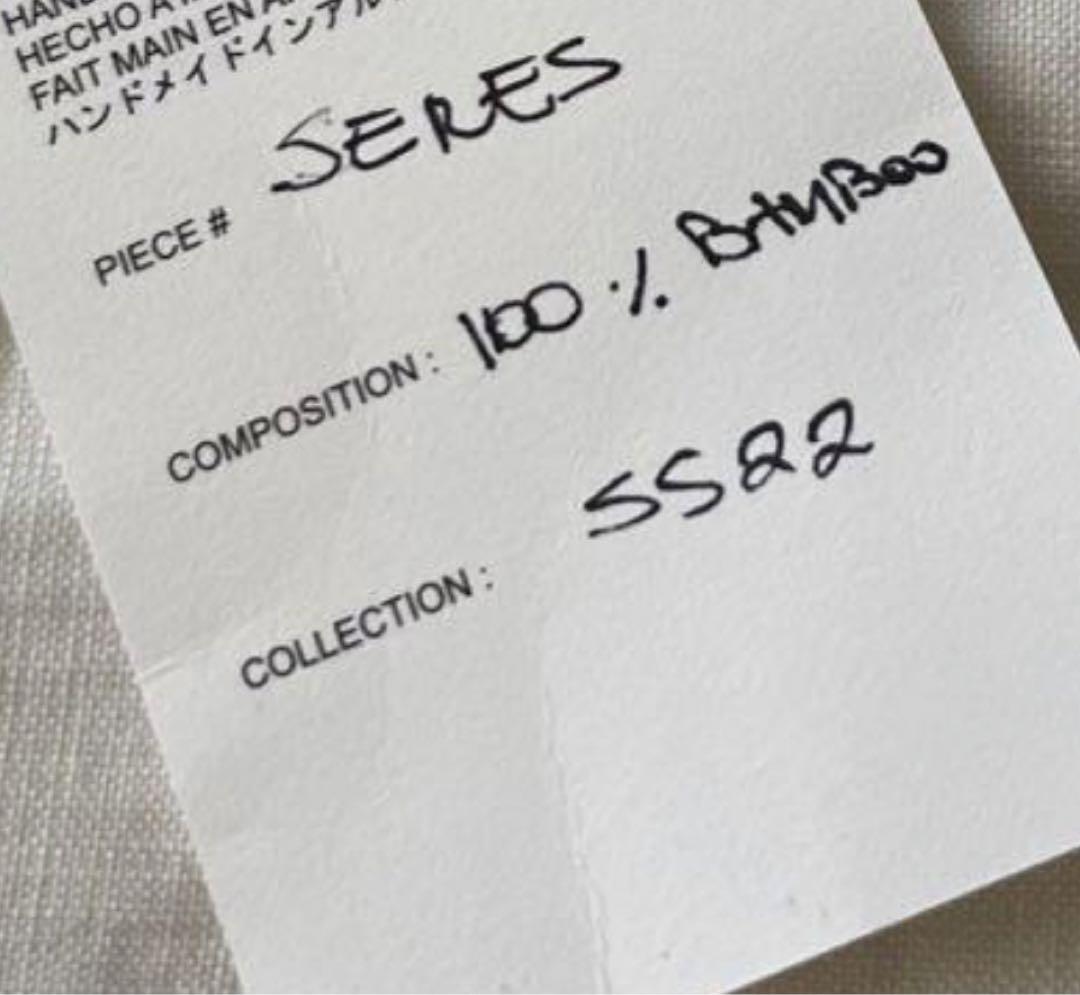 HECHO A
FAIT MAIN EN A
ハンドメイドインアル
PIECE # SERES
COMPOSITION : 100 % BAMBOO
COLLECTION : SS22